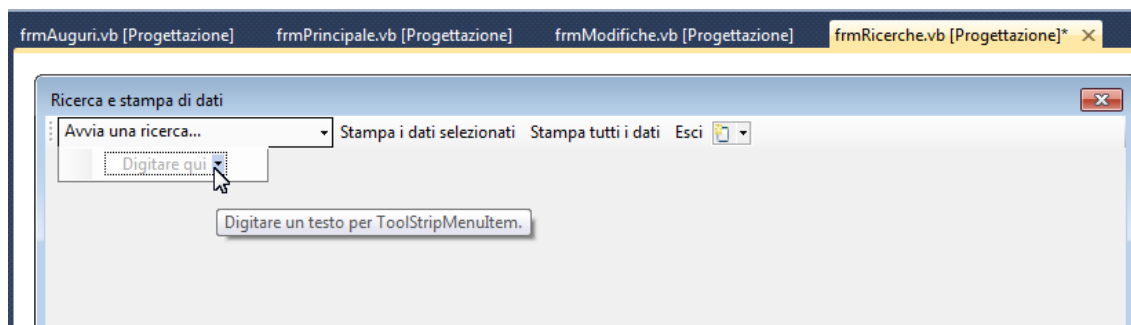 frmAuguri.vb [Progettazione] frmPrincipale.vb [Progettazione] frmModifiche.vb [Progettazione] frmRicerche.vb [Progettazione]*
Ricerca e stampa di dati
Avvia una ricerca... Stampa i dati selezionati Stampa tutti i dati Esci
Digitare qui
Digitare un testo per ToolStripMenuItem.